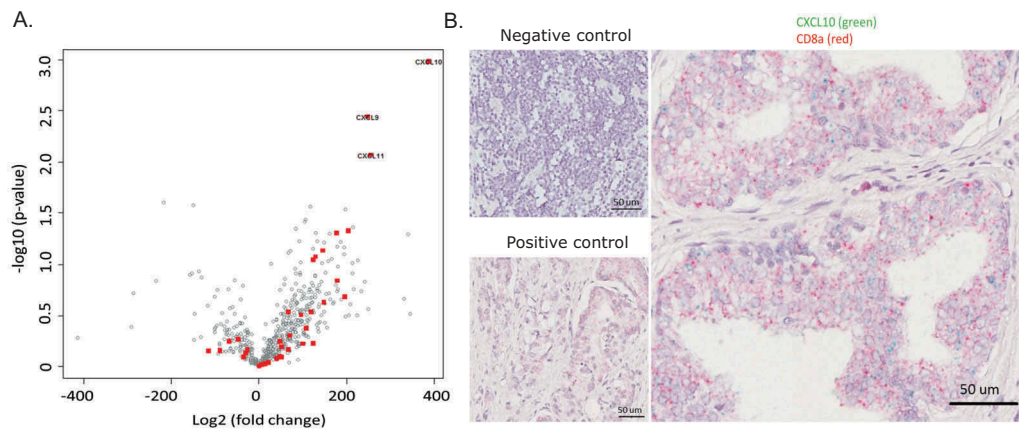 A.
3.0
2.5
2.0
1.5
1.0
0.5
0
-log10 (p-value)
CXCL10
CXCL9
CXCL11
-400
-200
0
200
400
Log2 (fold change)
B.
Negative control
50 um
Positive control
50 um
CXCL10 (green)
CD8a (red)
50 um